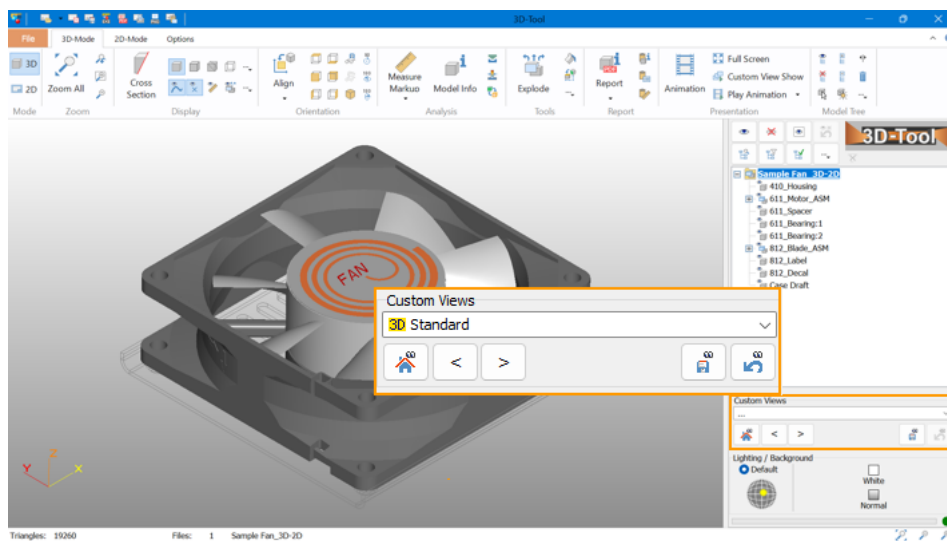 3D-Tool
File
3D-Mode
2D-Mode
Options
3D
2D
Zoom All
Cross
Section
Align
Measure
Markuo
Model Info
Explode
Report
Animation
Full Screen
Custom View Show
Play Animation
Mode
Zoom
Display
Orientation
Analysis
Tools
Report
Presentation
Model Tree
3D-Tool
Sample Fan_3D-2D
410_Housing
611_Motor_ASM
611_Spacer
611_Bearing:1
611_Bearing:2
812_Blade_ASM
812_Label
812_Decal
Case Draft
FAN
Custom Views
3D Standard
< >
Custom Views
...
< >
Lighting / Background
Default
White
Normal
Z
Y
X
Triangles: 19260
Files: 1
Sample Fan_3D-2D